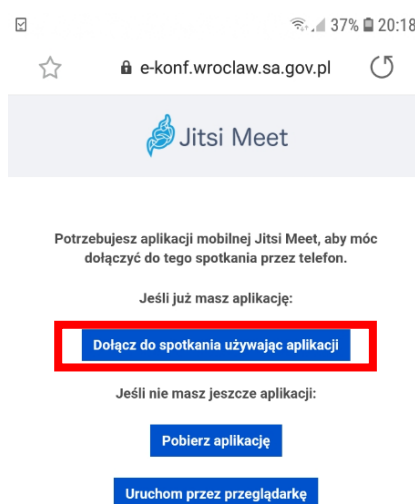 37% 20:18
e-konf.wroclaw.sa.gov.pl
Jitsi Meet
Potrzebujesz aplikacji mobilnej Jitsi Meet, aby móc
dołączyć do tego spotkania przez telefon.
Jeśli już masz aplikację:
Dołącz do spotkania używając aplikacji
Jeśli nie masz jeszcze aplikacji:
Pobierz aplikację
Uruchom przez przeglądarkę